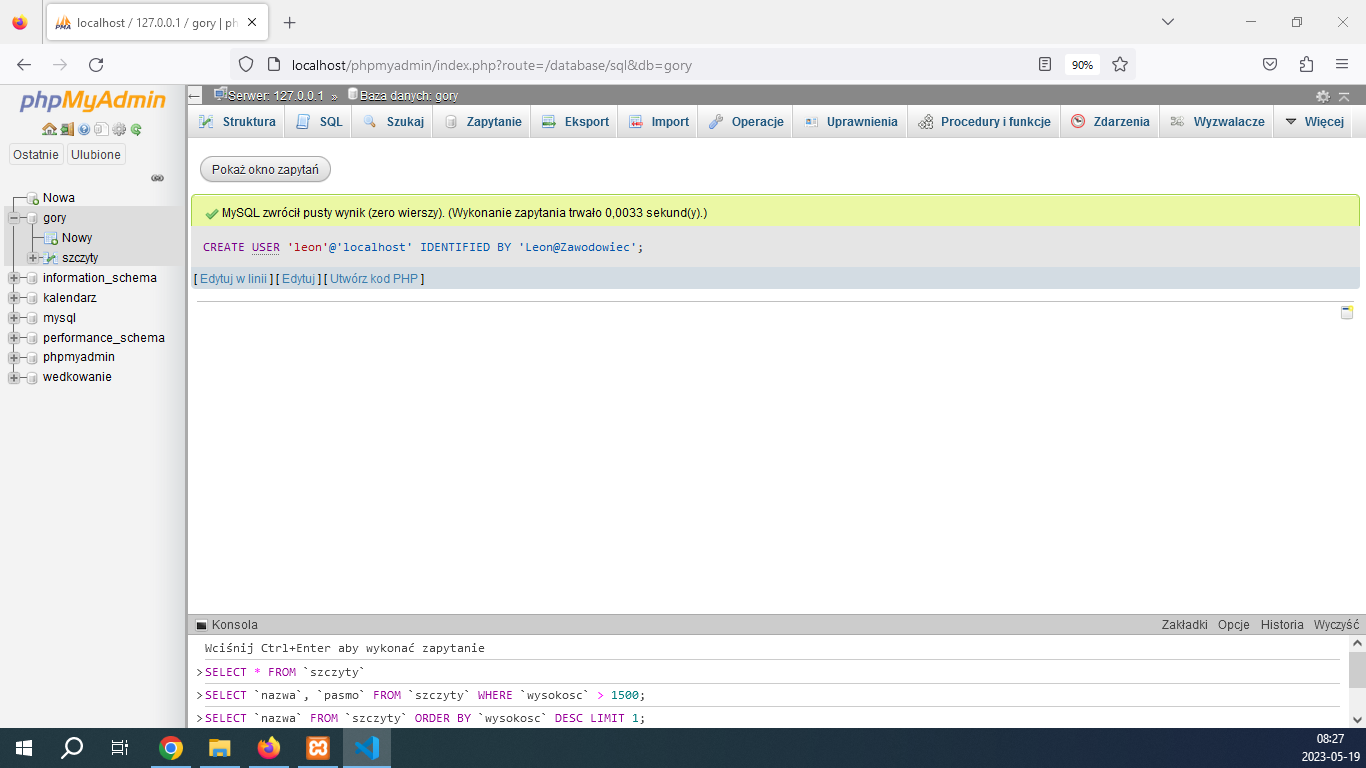 localhost / 127.0.0.1 / gory | ph
localhost/phpmyadmin/index.php?route=/database/sql&db=gory
90%
phpMyAdmin
Ostatnie Ulubione
Nowa
gory
Nowy
szczyty
information_schema
kalendarz
mysql
performance_schema
phpmyadmin
wedkowanie
Serwer: 127.0.0.1 » Baza danych: gory
Struktura SQL Szukaj Zapytanie Eksport Import Operacje Uprawnienia Procedury i funkcje Zdarzenia Wyzwalacze Więcej
Pokaż okno zapytań
MySQL zwrócił pusty wynik (zero wierszy). (Wykonanie zapytania trwało 0,0033 sekund(y).)
CREATE USER 'leon'@'localhost' IDENTIFIED BY 'Leon@Zawodowiec';
[ Edytuj w linii ] [ Edytuj ] [ Utwórz kod PHP ]
Konsola Zakładki Opcje Historia Wyczyść
Wciśnij Ctrl+Enter aby wykonać zapytanie
>SELECT * FROM `szczyty`
>SELECT `nazwa`, `pasmo` FROM `szczyty` WHERE `wysokosc` > 1500;
>SELECT `nazwa` FROM `szczyty` ORDER BY `wysokosc` DESC LIMIT 1;
08:27
2023-05-19